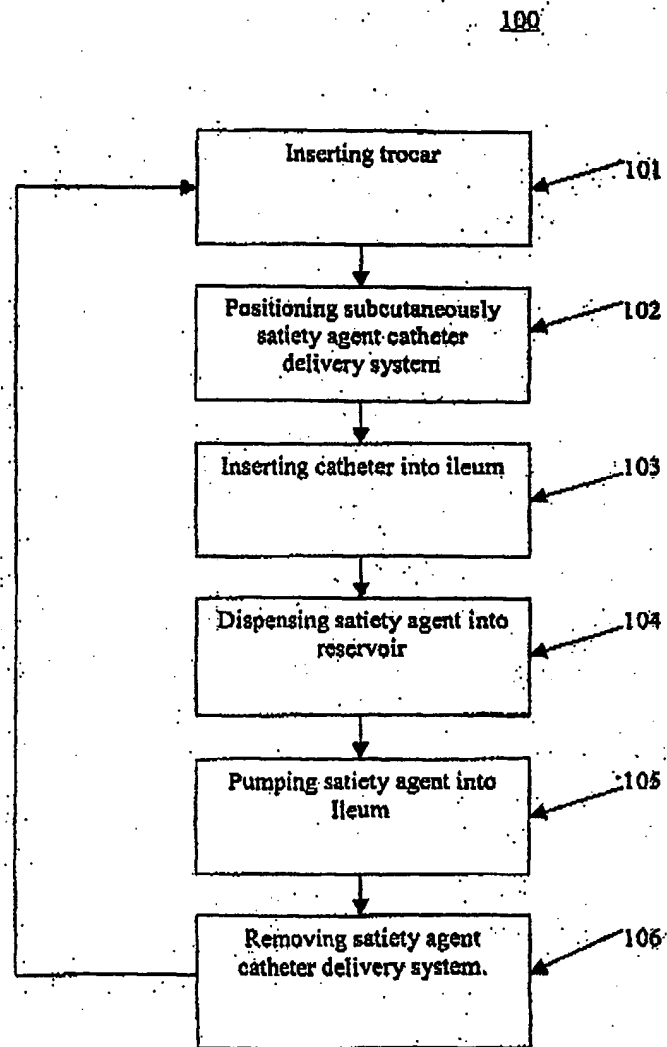 100
Inserting trocar
101
Positioning subcutaneously
satiety agent catheter
delivery system
102
Inserting catheter into ileum
103
Dispensing satiety agent into
reservoir
104
Pumping satiety agent into
Ileum
105
Removing satiety agent
catheter delivery system.
106